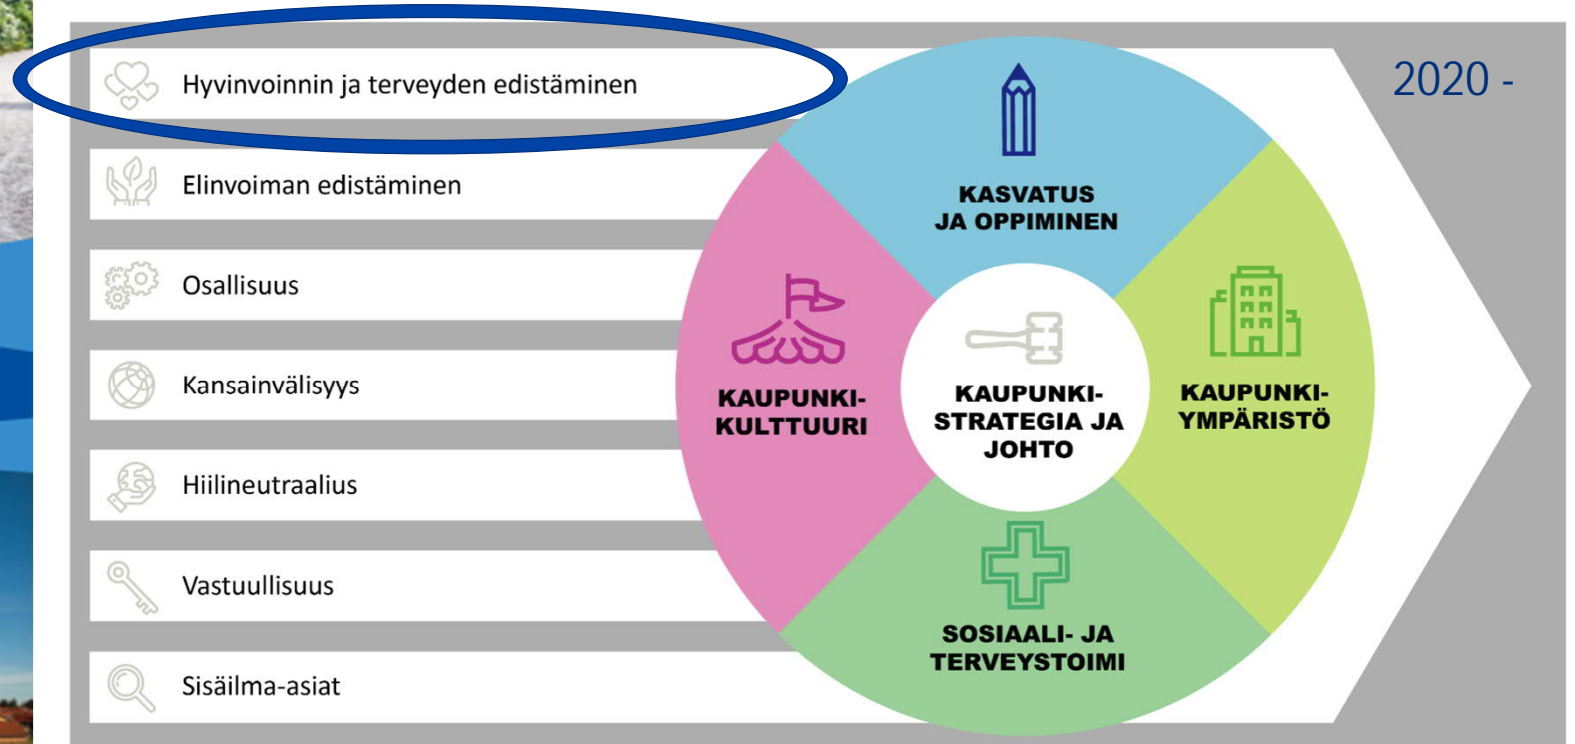 Hyvinvoinnin ja terveyden edistäminen
Elinvoiman edistäminen
Osallisuus
Kansainvälisyys
Hiilineutraalius
Vastuullisuus
Sisäilma-asiat
2020 -
KASVATUS
JA OPPIMINEN
KAUPUNKI-
KULTTUURI
KAUPUNKI-
STRATEGIA JA
JOHTO
KAUPUNKI-
YMPÄRISTÖ
SOSIAALI- JA
TERVEYSTOIMI